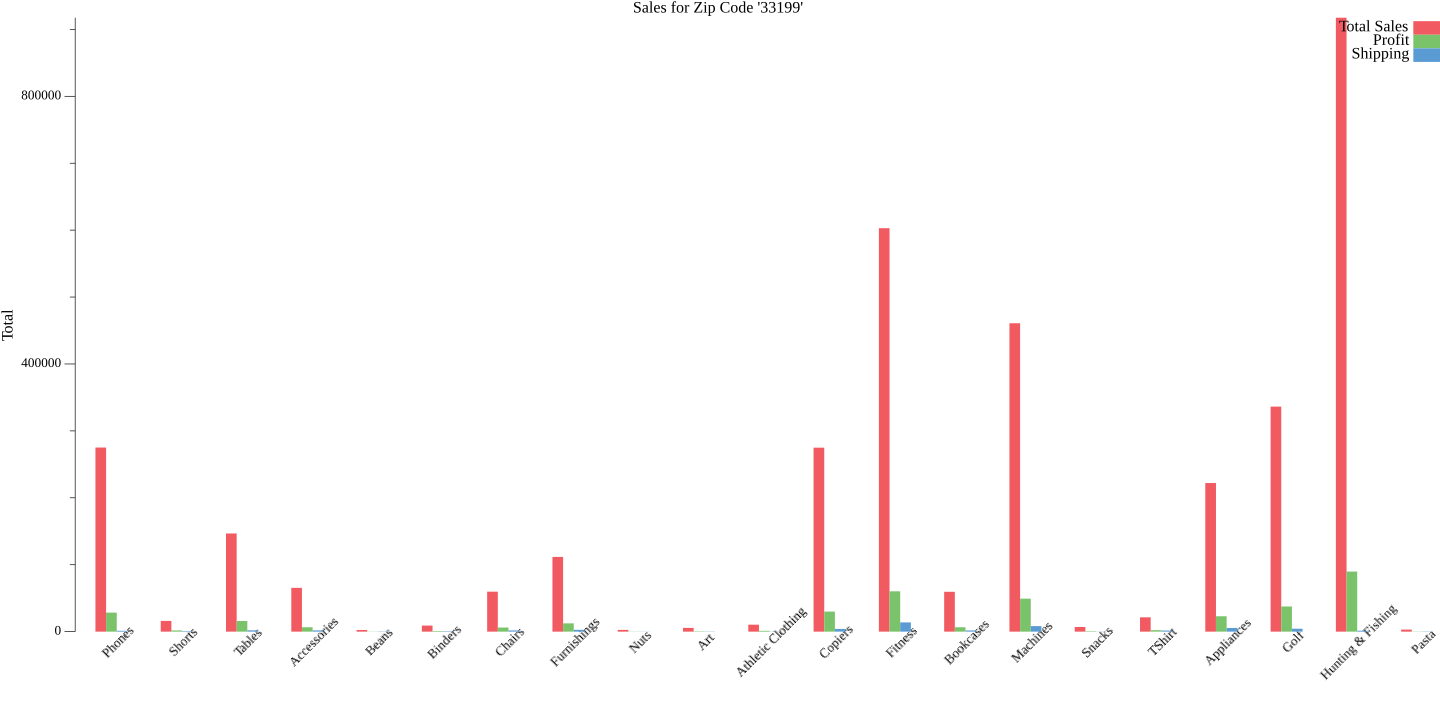 Sales for Zip Code '33199'
Total Sales
Profit
Shipping
800000
400000
0
Total
Phones
Shorts
Tables
Accessories
Beans
Binders
Chairs
Furnishings
Nuts
Art
Athletic Clothing
Copiers
Fitness
Bookcases
Machines
Snacks
TShirt
Appliances
Golf
Hunting & Fishing
Pasta